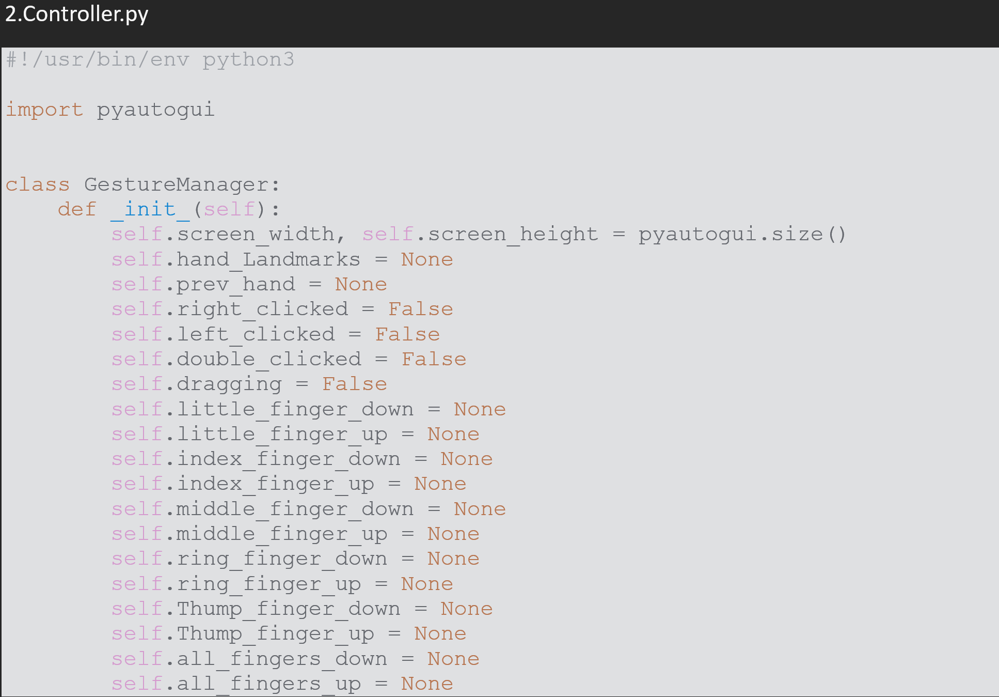 2.Controller.py
#!/usr/bin/env python3
import pyautogui
class GestureManager:
    def _init_(self):
        self.screen_width, self.screen_height = pyautogui.size()
        self.hand_Landmarks = None
        self.prev_hand = None
        self.right_clicked = False
        self.left_clicked = False
        self.double_clicked = False
        self.dragging = False
        self.little_finger_down = None
        self.little_finger_up = None
        self.index_finger_down = None
        self.index_finger_up = None
        self.middle_finger_down = None
        self.middle_finger_up = None
        self.ring_finger_down = None
        self.ring_finger_up = None
        self.Thump_finger_down = None
        self.Thump_finger_up = None
        self.all_fingers_down = None
        self.all_fingers_up = None